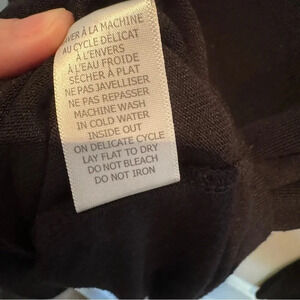 VER À LA MACHINE
AU CYCLE DÉLICAT
À L'ENVERS
À L'EAU FROIDE
SÉCHER À PLAT
NE PAS JAVELLISER
NE PAS REPASSER
MACHINE WASH
IN COLD WATER
INSIDE OUT
ON DELICATE CYCLE
LAY FLAT TO DRY
DO NOT BLEACH
DO NOT IRON